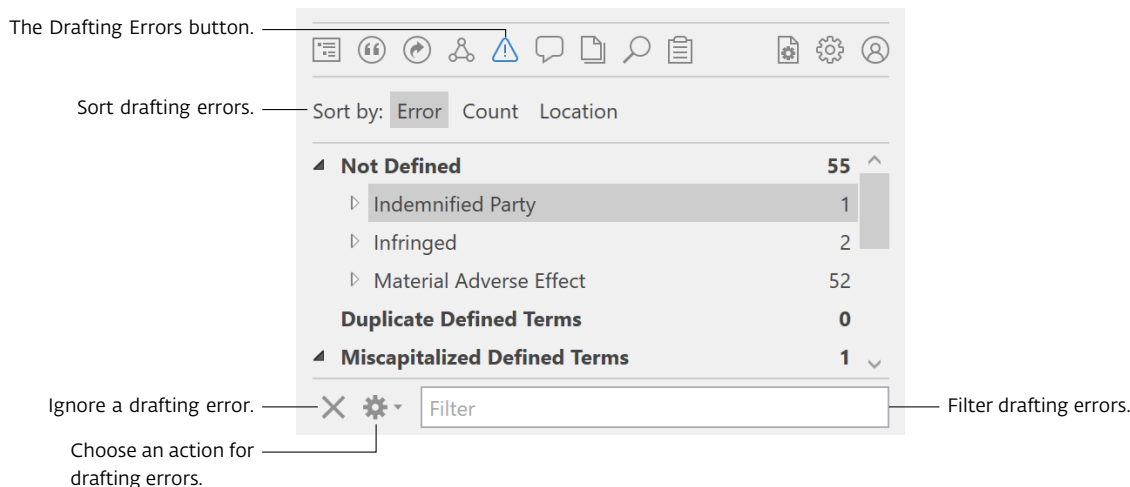 The Drafting Errors button.
Sort drafting errors.
Sort by: Error Count Location
Not Defined 55
Indemnified Party 1
Infringed 2
Material Adverse Effect 52
Duplicate Defined Terms 0
Miscapitalized Defined Terms 1
Ignore a drafting error.
Filter
Filter drafting errors.
Choose an action for
drafting errors.